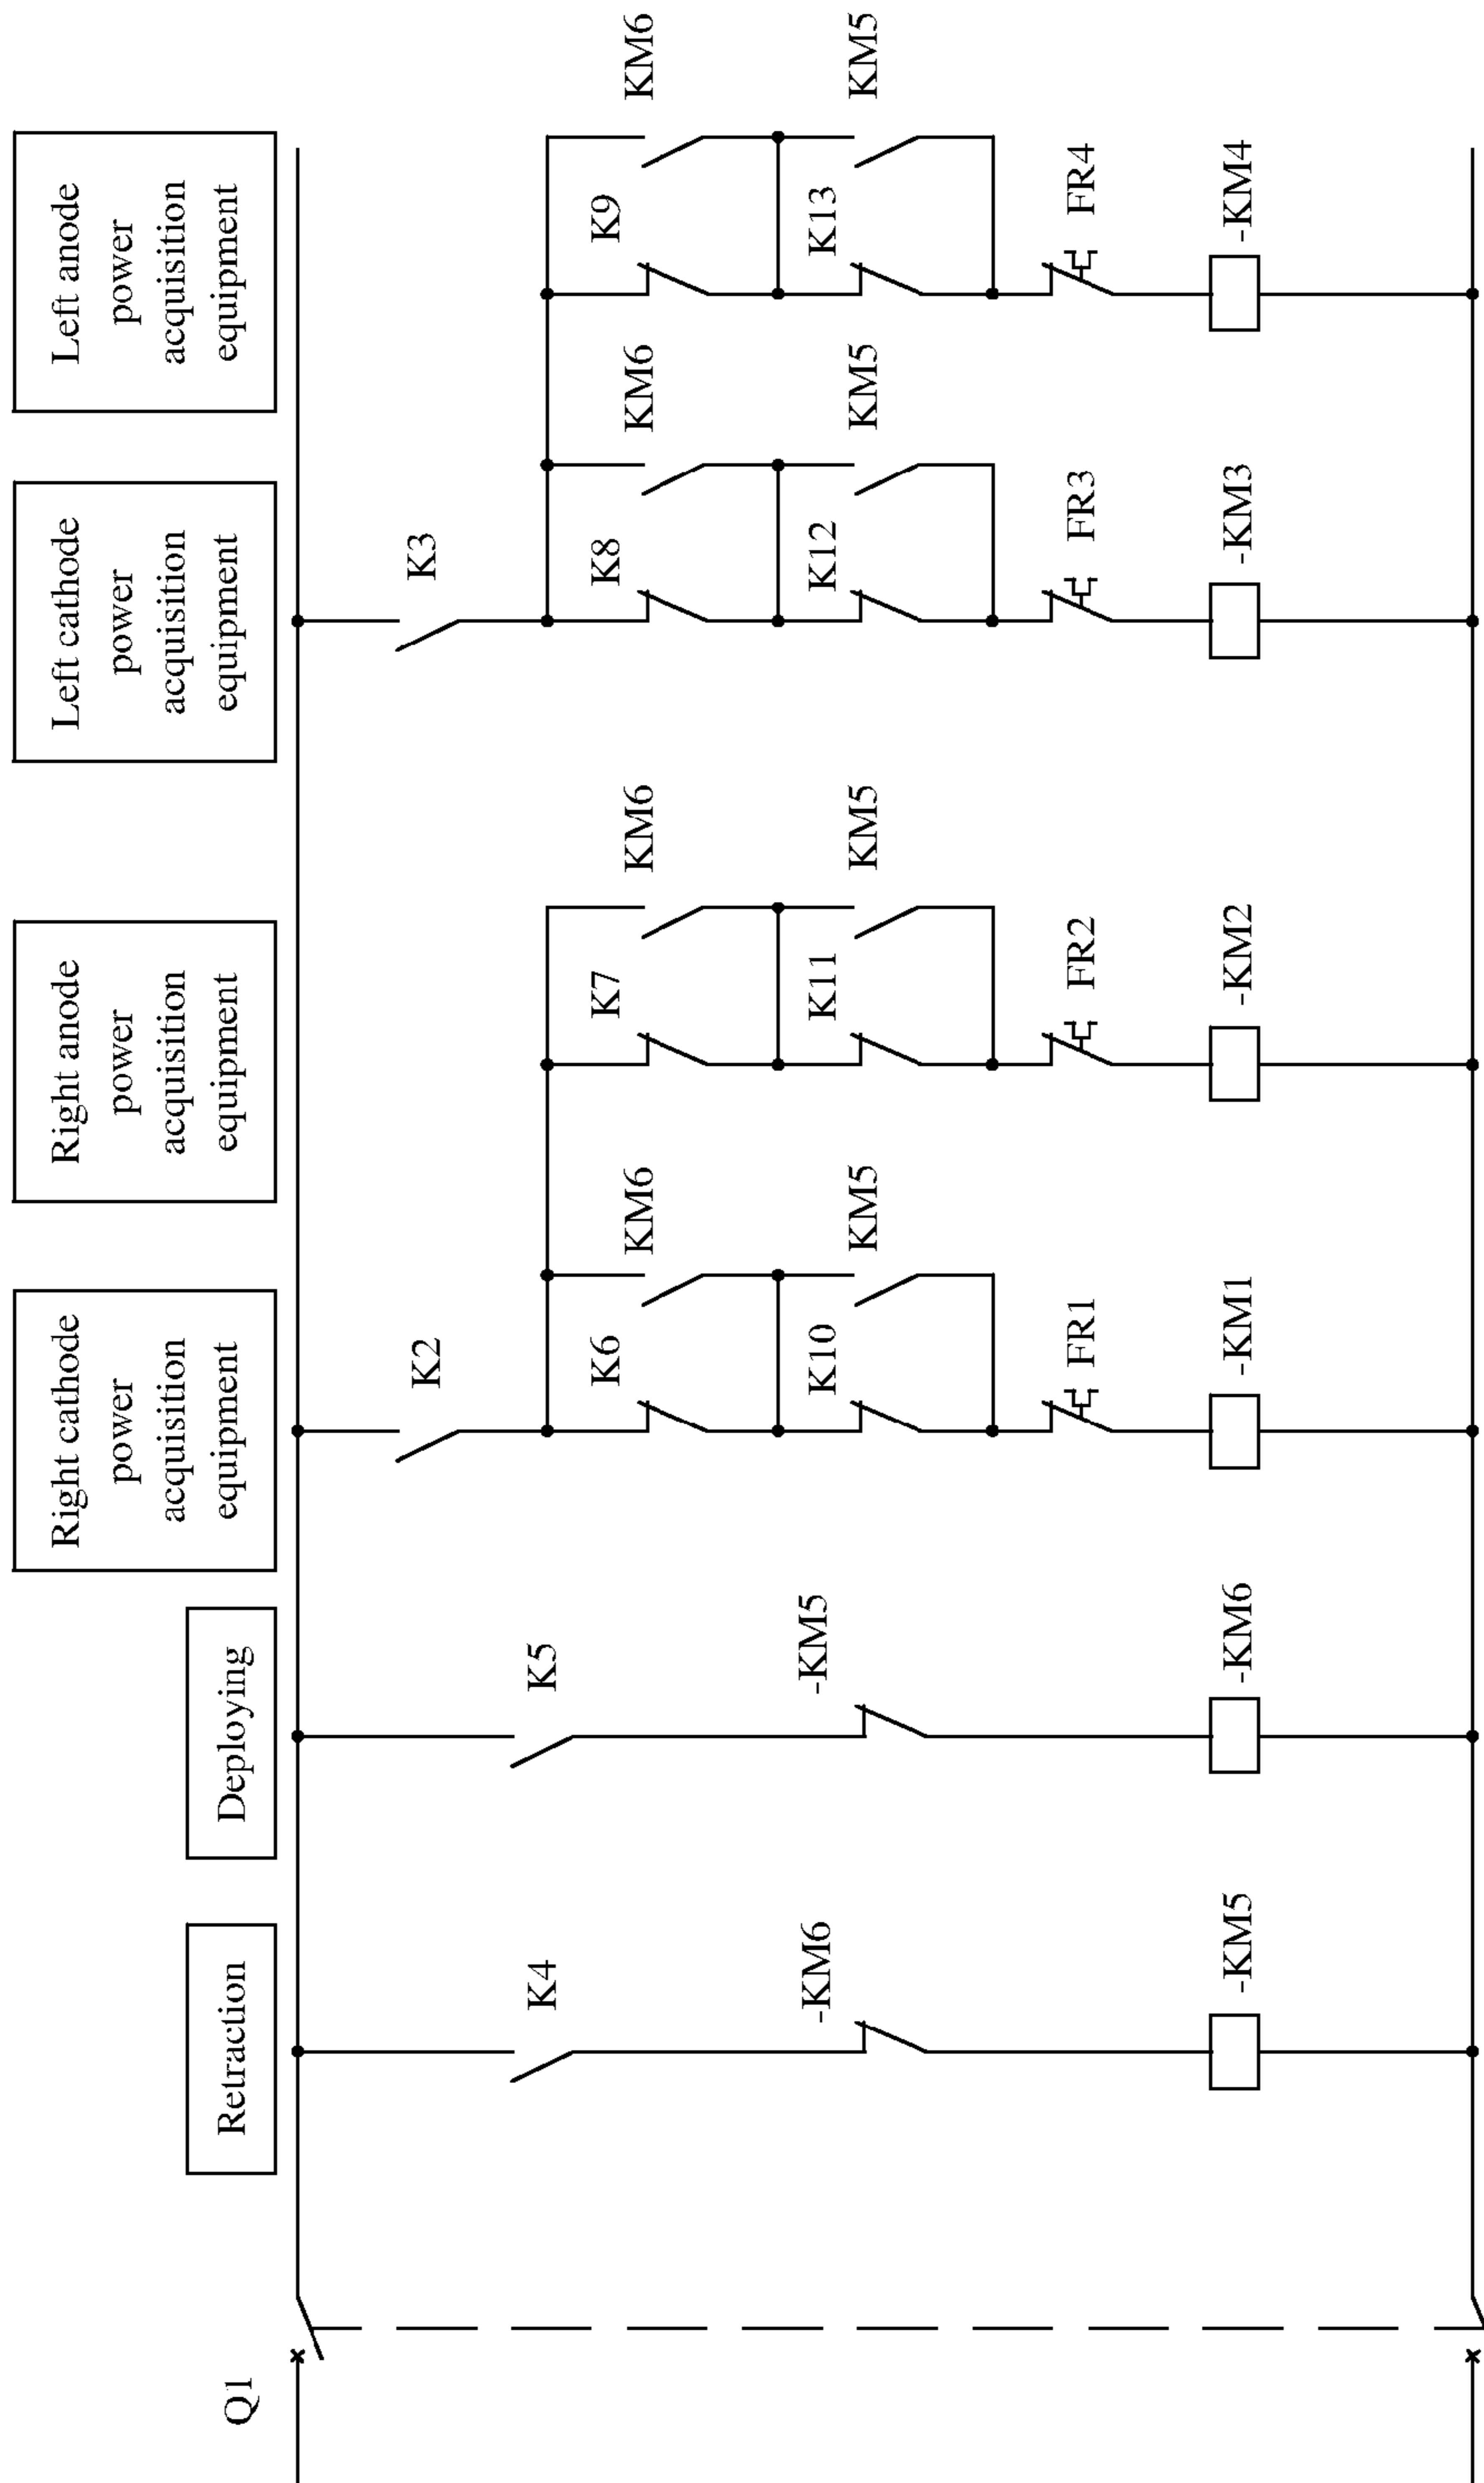 Q1
Retraction
Deploying
Right cathode
power
acquisition
equipment
Right anode
power
acquisition
equipment
Left cathode
power
acquisition
equipment
Left anode
power
acquisition
equipment
K4
-KM6
-KM5
K5
-KM5
-KM6
K2
K6
KM6
K10
KM5
FR1
-KM1
K7
KM6
K11
KM5
FR2
-KM2
K3
K8
KM6
K12
KM5
FR3
-KM3
K9
KM6
K13
KM5
FR4
-KM4